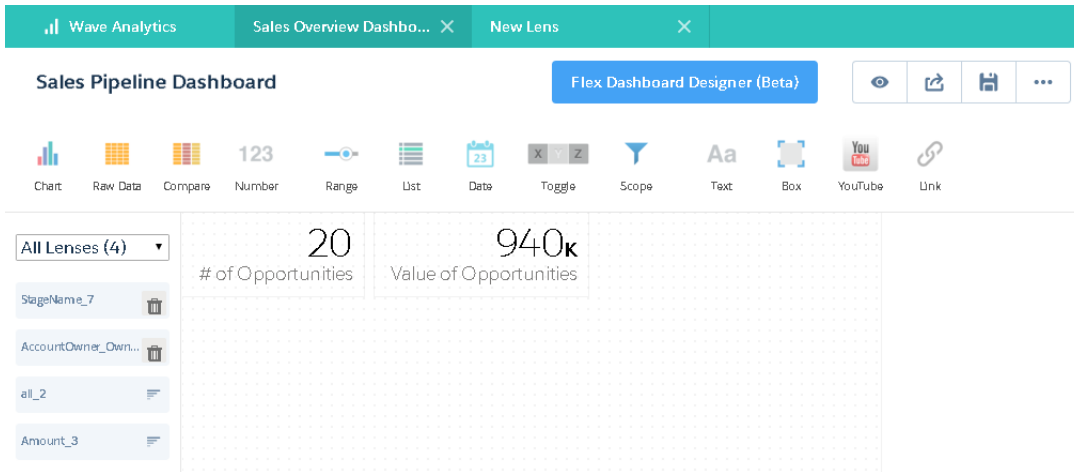 Wave Analytics Sales Overview Dashbo... New Lens
Sales Pipeline Dashboard Flex Dashboard Designer (Beta)
123 23 X Y Z Aa You Tube
Chart Raw Data Compare Number Range List Date Toggle Scope Text Box YouTube Link
All Lenses (4)
20 940K
# of Opportunities Value of Opportunities
StageName_7
AccountOwner_Own...
all_2
Amount_3